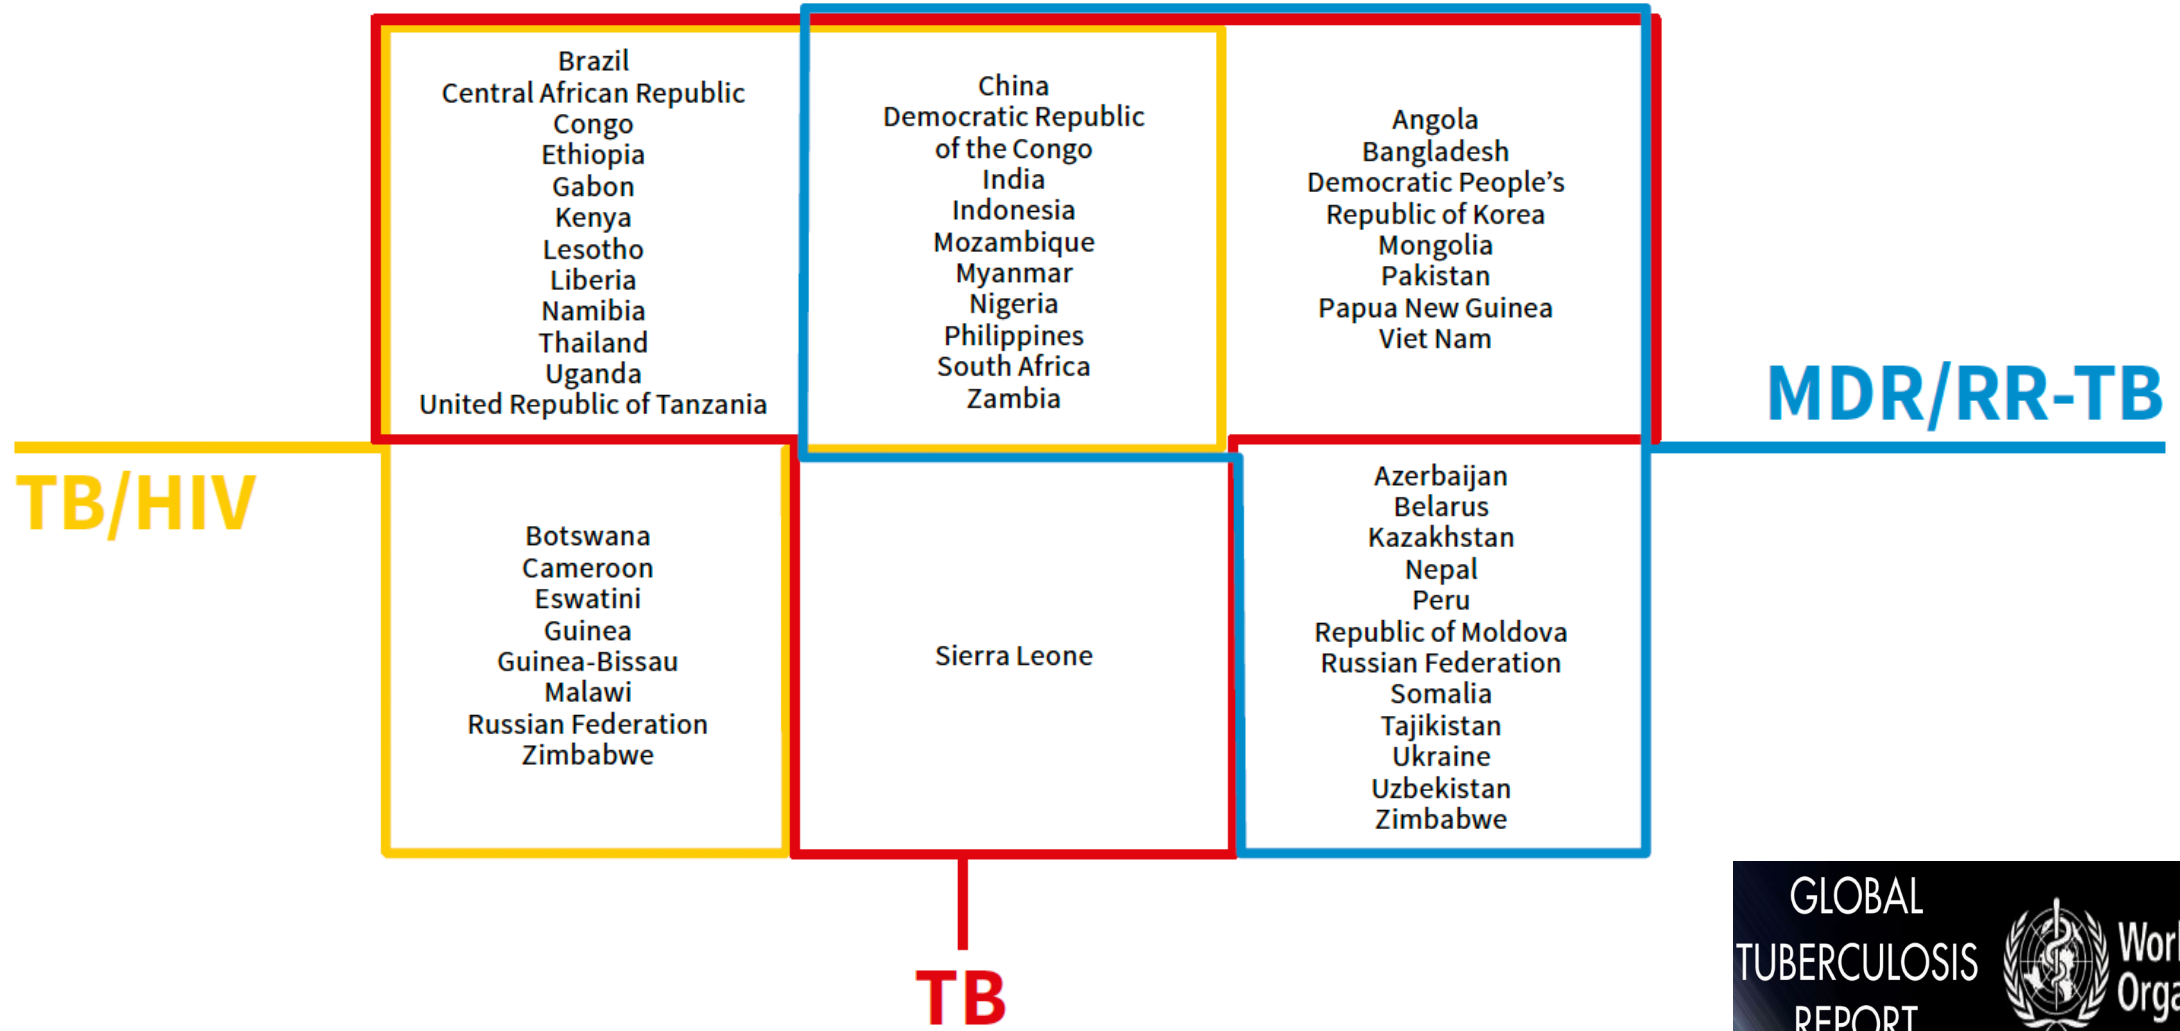 Brazil
Central African Republic
Congo
Ethiopia
Gabon
Kenya
Lesotho
Liberia
Namibia
Thailand
Uganda
United Republic of Tanzania
China
Democratic Republic
of the Congo
India
Indonesia
Mozambique
Myanmar
Nigeria
Philippines
South Africa
Zambia
Angola
Bangladesh
Democratic People’s
Republic of Korea
Mongolia
Pakistan
Papua New Guinea
Viet Nam
MDR/RR-TB
TB/HIV
Botswana
Cameroon
Eswatini
Guinea
Guinea-Bissau
Malawi
Russian Federation
Zimbabwe
Sierra Leone
Azerbaijan
Belarus
Kazakhstan
Nepal
Peru
Republic of Moldova
Russian Federation
Somalia
Tajikistan
Ukraine
Uzbekistan
Zimbabwe
TB
GLOBAL
TUBERCULOSIS
REPORT